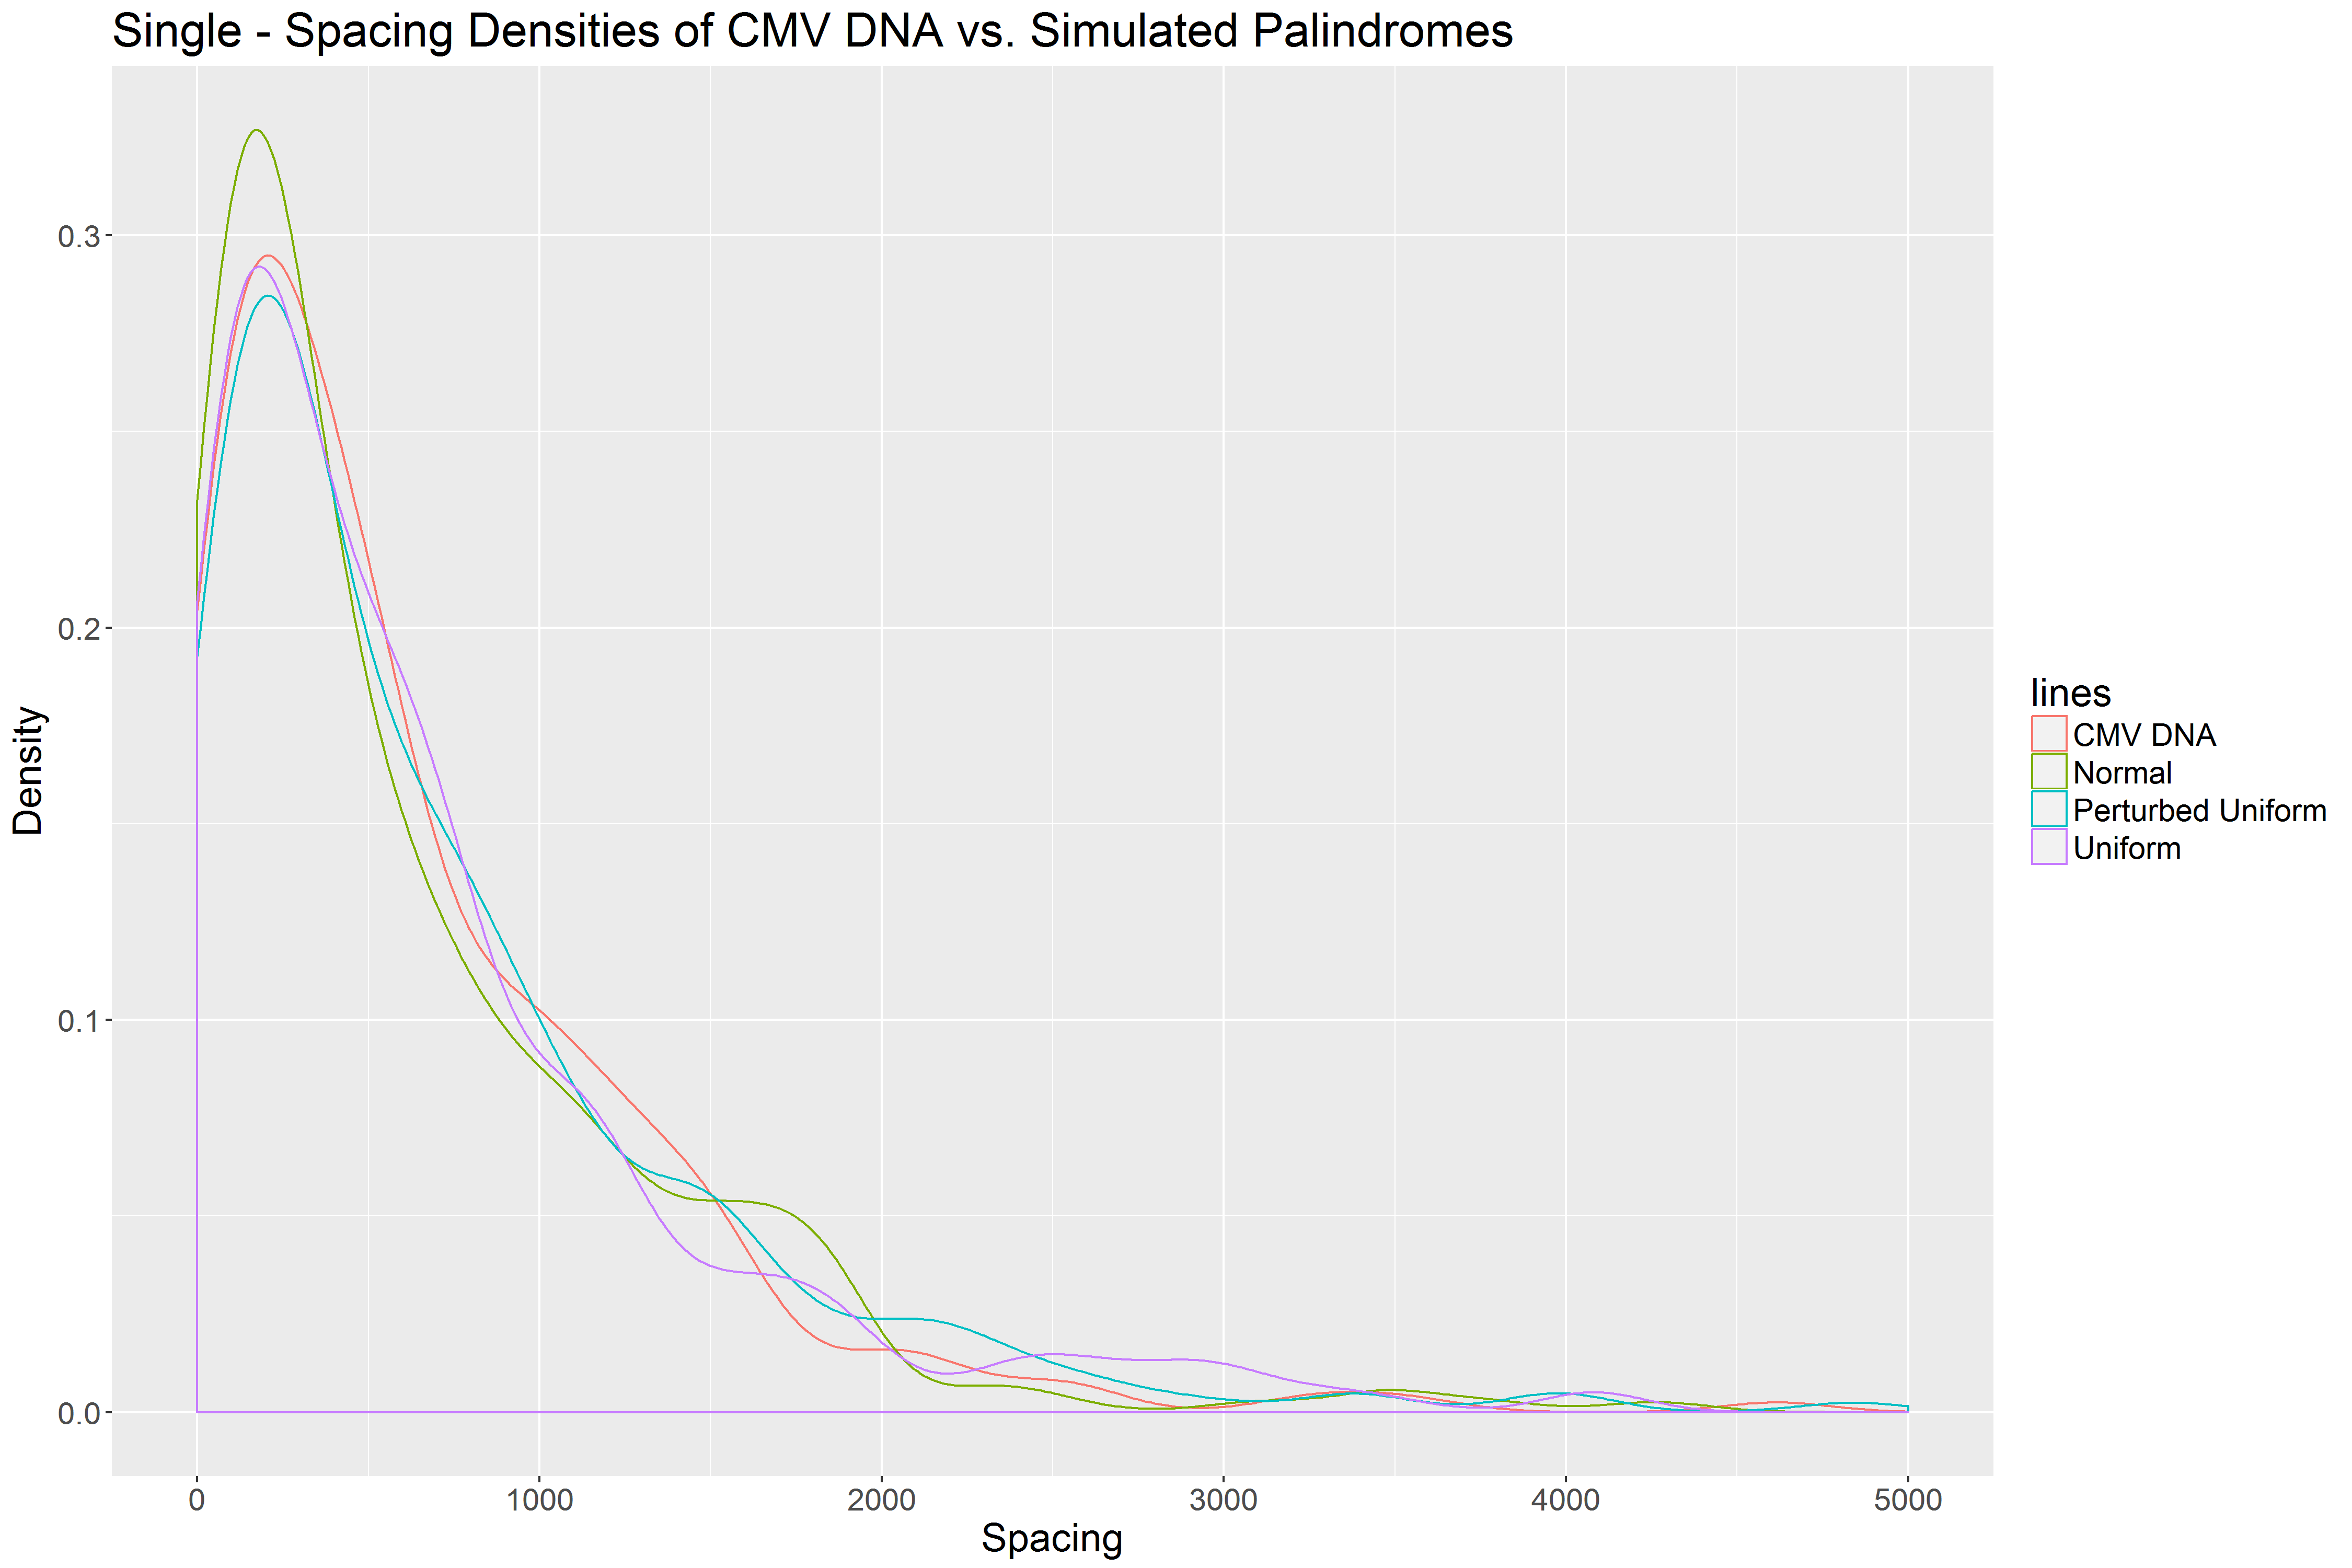 Single - Spacing Densities of CMV DNA vs. Simulated Palindromes
Density
0.3
0.2
0.1
0.0
0 1000 2000 3000 4000 5000
Spacing
lines
CMV DNA
Normal
Perturbed Uniform
Uniform